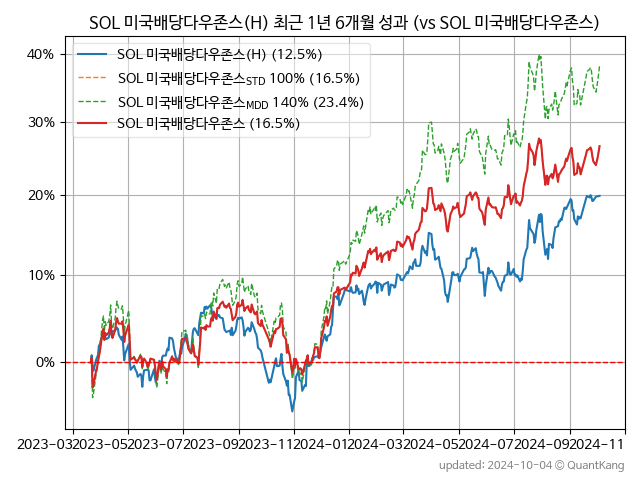 SOL 미국배당다우존스(H) 최근 1년 6개월 성과 (vs SOL 미국배당다우존스)
SOL 미국배당다우존스(H) (12.5%)
SOL 미국배당다우존스STD 100% (16.5%)
SOL 미국배당다우존스MDD 140% (23.4%)
SOL 미국배당다우존스 (16.5%)
40%
30%
20%
10%
0%
2023-03 2023-05 2023-07 2023-09 2023-11 2024-01 2024-03 2024-05 2024-07 2024-09 2024-11
updated: 2024-10-04 © QuantKang